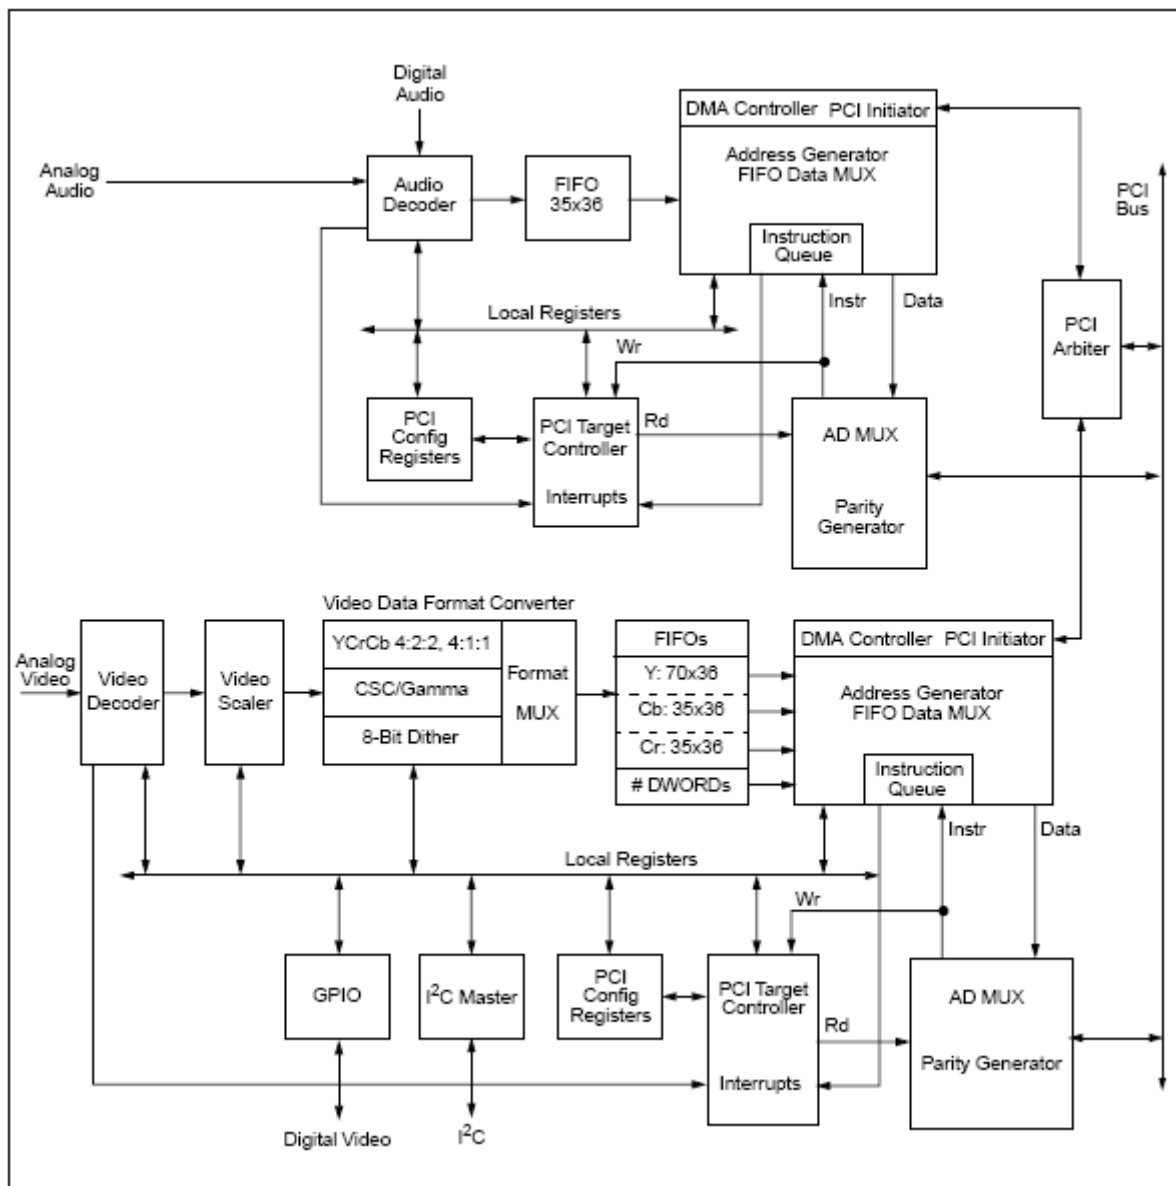 Digital
Audio
DMA Controller PCI Initiator
Analog
Audio
Audio
Decoder
FIFO
35x36
Address Generator
FIFO Data MUX
PCI
Bus
Instruction
Queue
Local Registers
Instr
Data
PCI
Arbiter
Wr
PCI
Config
Registers
PCI Target
Controller
Interrupts
Rd
AD MUX
Parity
Generator
Video Data Format Converter
Analog
Video
Video
Decoder
Video
Scaler
YCrCb 4:2:2, 4:1:1
CSC/Gamma
8-Bit Dither
Format
MUX
FIFOs
Y: 70x36
Cb: 35x36
Cr: 35x36
# DWORDs
DMA Controller PCI Initiator
Address Generator
FIFO Data MUX
Instruction
Queue
Instr
Data
Local Registers
Wr
GPIO
I²C Master
PCI
Config
Registers
PCI Target
Controller
Interrupts
Rd
AD MUX
Parity Generator
Digital Video
I²C